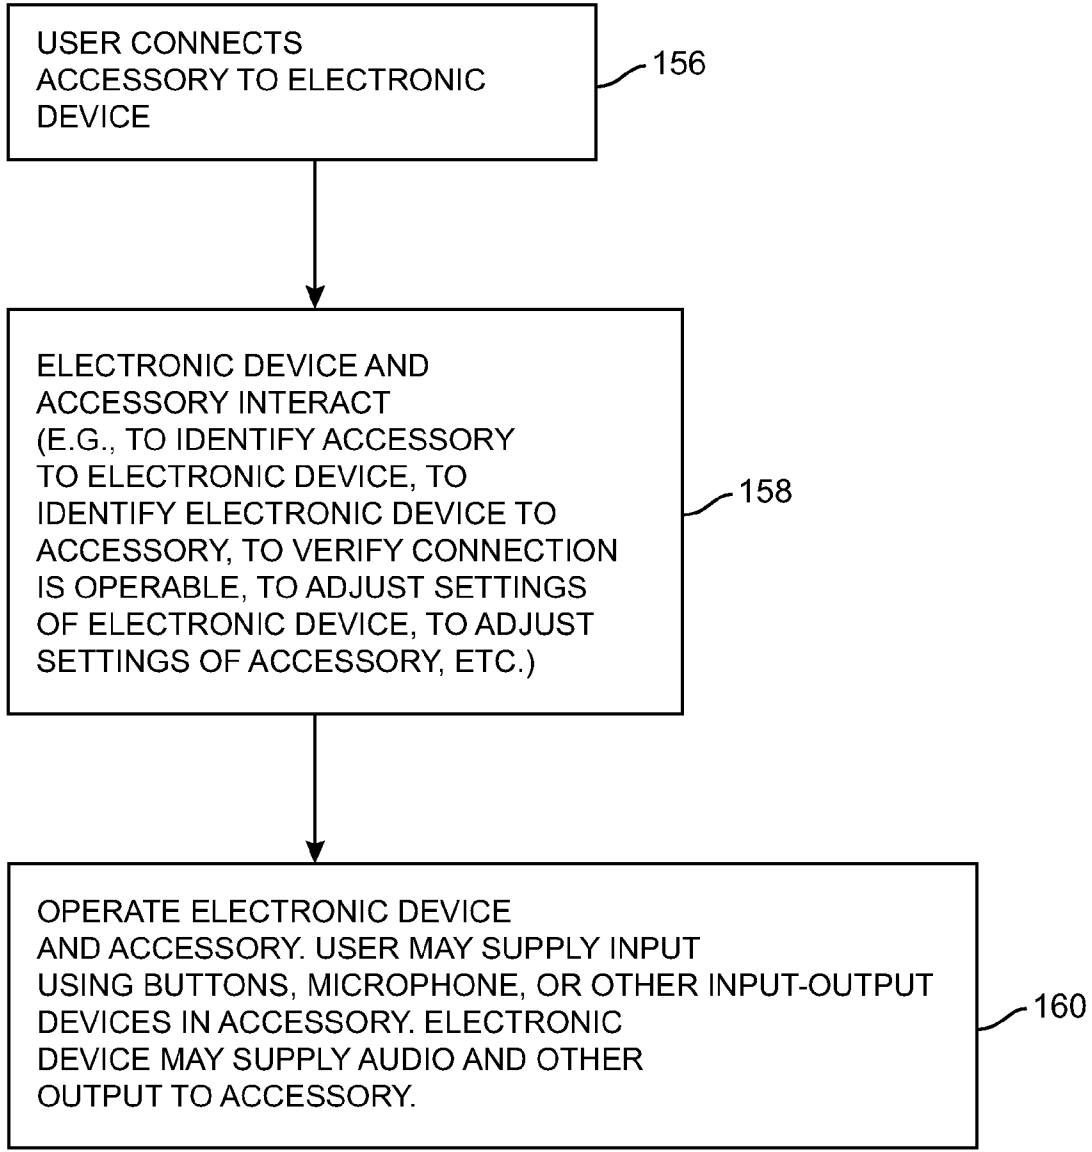 USER CONNECTS
ACCESSORY TO ELECTRONIC
DEVICE
156
ELECTRONIC DEVICE AND
ACCESSORY INTERACT
(E.G., TO IDENTIFY ACCESSORY
TO ELECTRONIC DEVICE, TO
IDENTIFY ELECTRONIC DEVICE TO
ACCESSORY, TO VERIFY CONNECTION
IS OPERABLE, TO ADJUST SETTINGS
OF ELECTRONIC DEVICE, TO ADJUST
SETTINGS OF ACCESSORY, ETC.)
158
OPERATE ELECTRONIC DEVICE
AND ACCESSORY. USER MAY SUPPLY INPUT
USING BUTTONS, MICROPHONE, OR OTHER INPUT-OUTPUT
DEVICES IN ACCESSORY. ELECTRONIC
DEVICE MAY SUPPLY AUDIO AND OTHER
OUTPUT TO ACCESSORY.
160